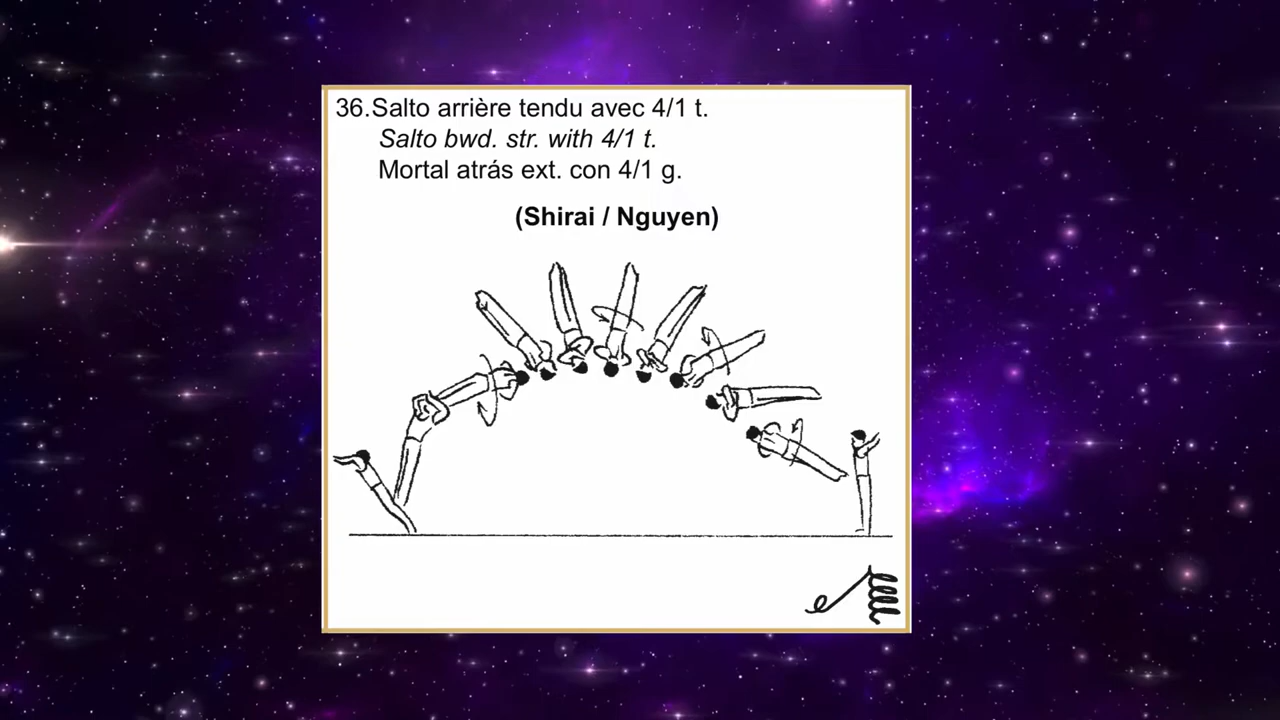 36.Salto arrière tendu avec 4/1 t.
Salto bwd. str. with 4/1 t.
Mortal atrás ext. con 4/1 g.
(Shirai / Nguyen)